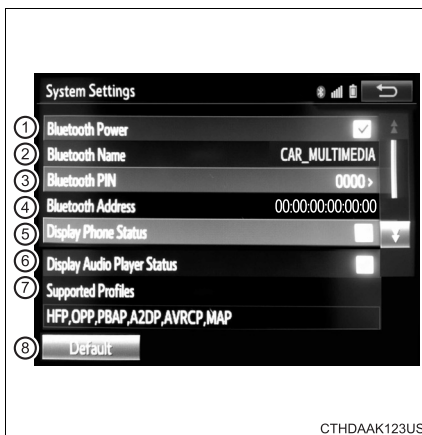 System Settings
1 Bluetooth Power
2 Bluetooth Name CAR_MULTIMEDIA
3 Bluetooth PIN 0000 >
4 Bluetooth Address 00:00:00:00:00:00
5 Display Phone Status
6 Display Audio Player Status
7 Supported Profiles
HFP,OPP,PBAP,A2DP,AVRCP,MAP
8 Default
CTHDAAK123US